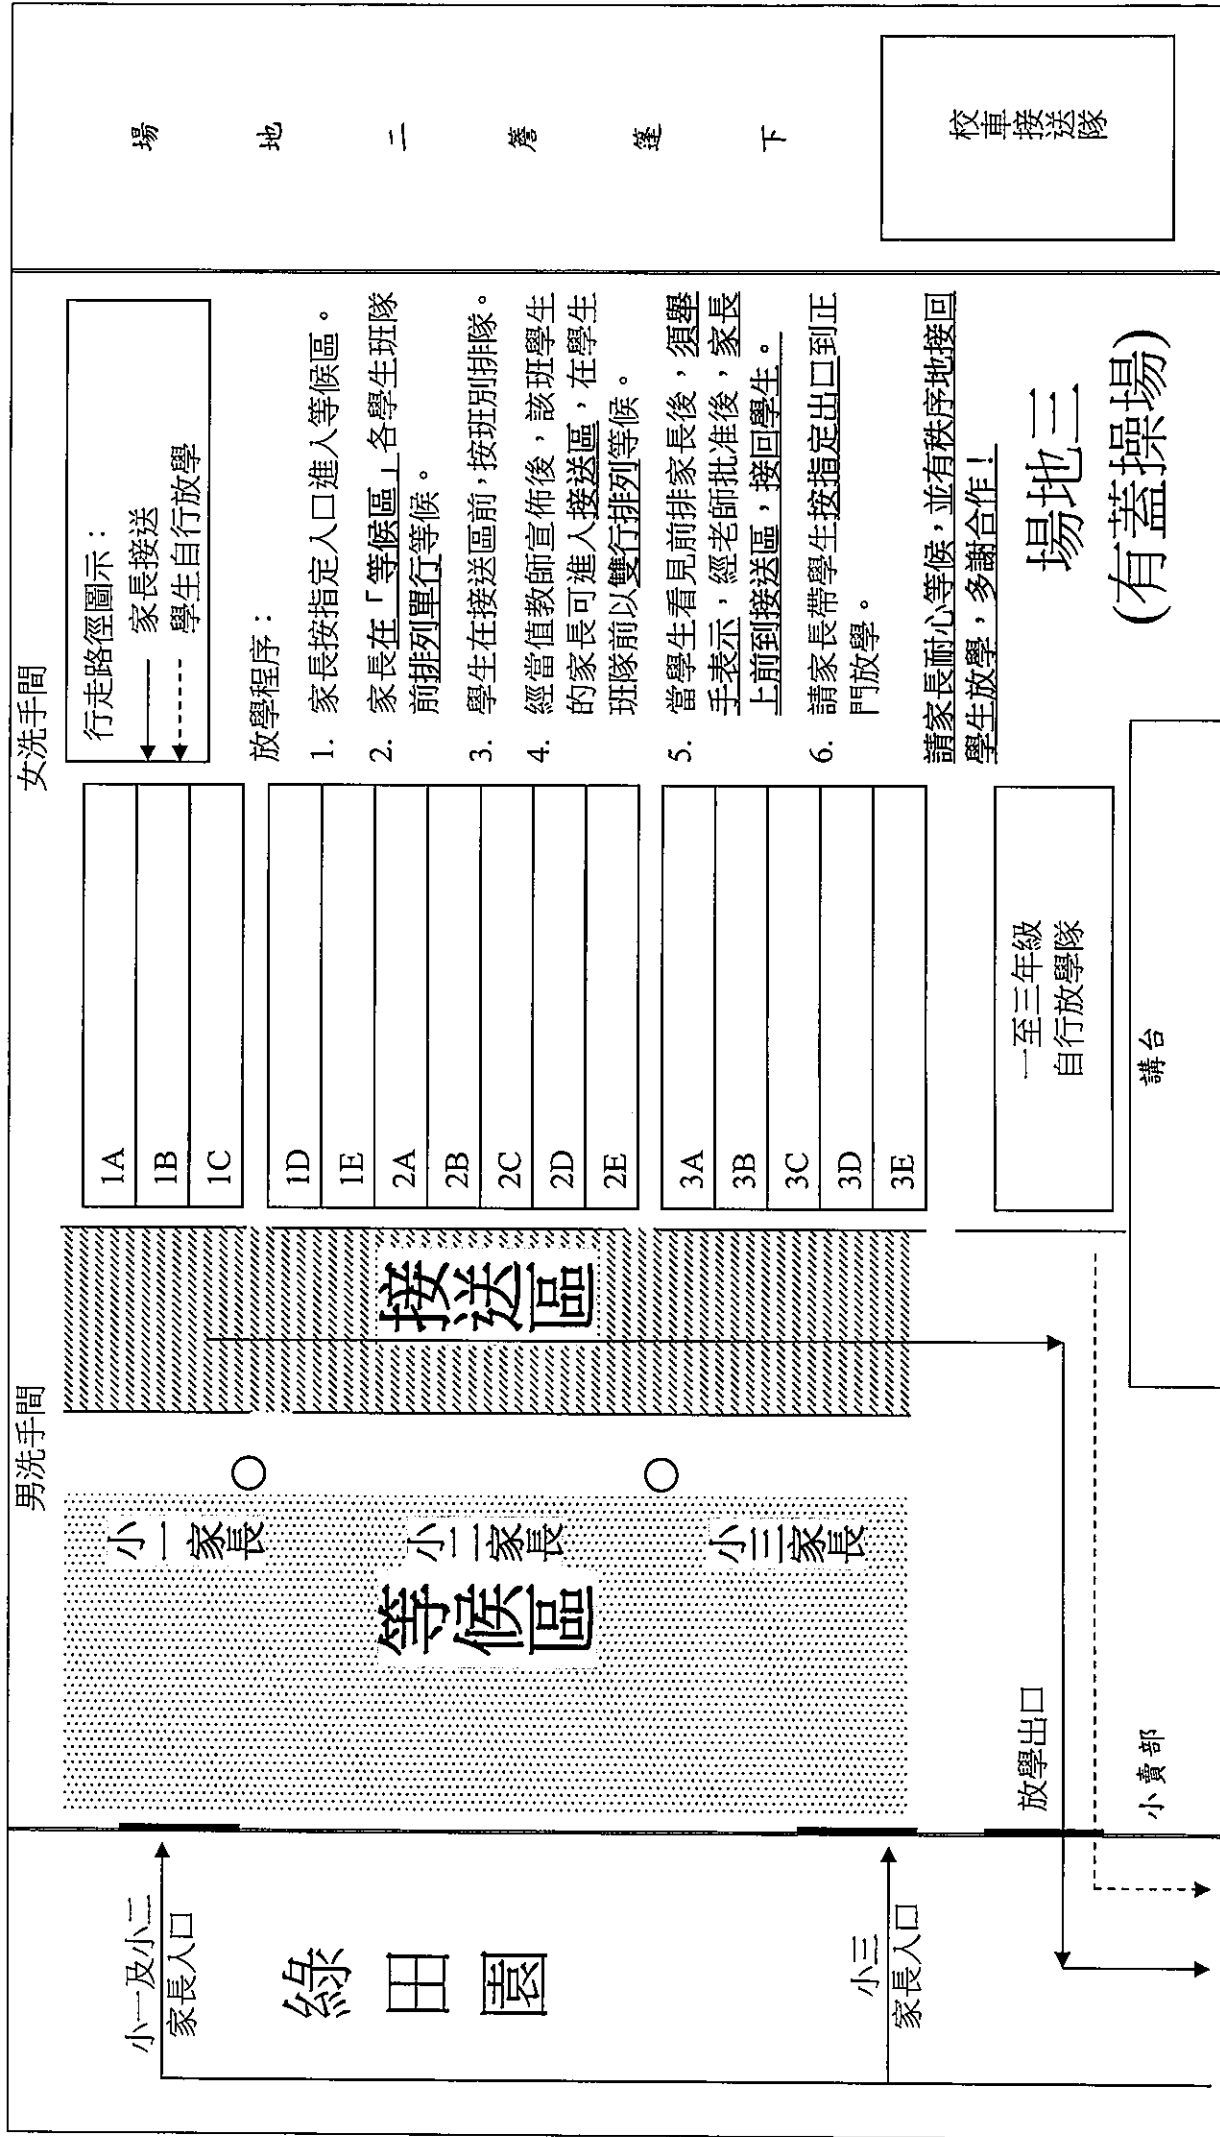 男洗手間
女洗手間
小一及小二
家長入口
綠田園
小三
家長入口
小一家長
小二家長
小三家長
等候區
接送區
放學出口
小賣部
1A
1B
1C
1D
1E
2A
2B
2C
2D
2E
3A
3B
3C
3D
3E
一至三年級
自行放學隊
講台
行走路徑圖示：
家長接送
學生自行放學
放學程序：
1. 家長按指定入口進入等候區。
2. 家長在「等候區」各學生班隊
前排列單行等候。
3. 學生在接送區前，按班別排隊。
4. 經當值教師宣佈後，該班學生
的家長可進入接送區，在學生
班隊前以雙行排列等候。
5. 當學生看見前排家長後，須舉
手表示，經老師批准後，家長
上前到接送區，接回學生。
6. 請家長帶學生按指定出口到正
門放學。
請家長耐心等候，並有秩序地接回
學生放學，多謝合作！
場地三
(有蓋操場)
場地二簷篷下
校車接送隊